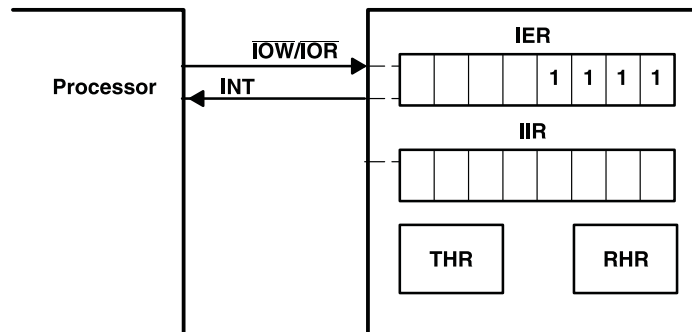 IER
IOW/IOR
1 1 1 1
Processor
INT
IIR
THR
RHR